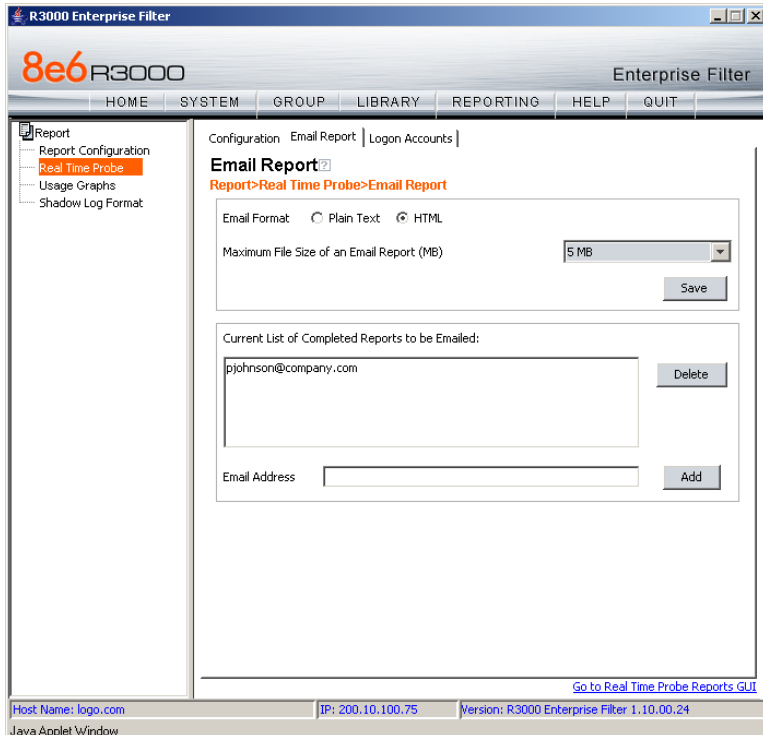 R3000 Enterprise Filter
8e6 R3000
Enterprise Filter
HOME SYSTEM GROUP LIBRARY REPORTING HELP QUIT
Report
Report Configuration
Real Time Probe
Usage Graphs
Shadow Log Format
Configuration Email Report Logon Accounts
Email Report?
Report>Real Time Probe>Email Report
Email Format Plain Text HTML
Maximum File Size of an Email Report (MB) 5 MB
Save
Current List of Completed Reports to be Emailed:
pjohnson@company.com
Delete
Email Address
Add
Go to Real Time Probe Reports GUI
Host Name: logo.com IP: 200.10.100.75 Version: R3000 Enterprise Filter 1.10.00.24
Java Applet Window